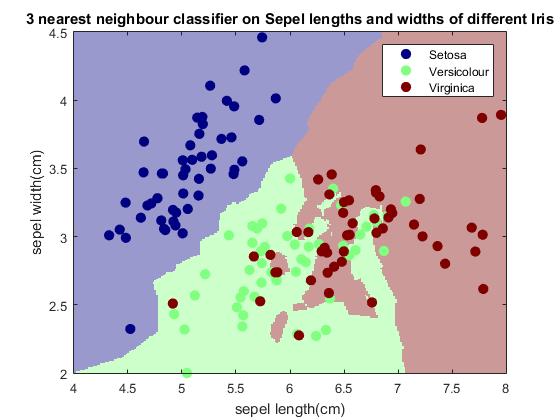 3 nearest neighbour classifier on Sepel lengths and widths of different Iris
4.5
4
3.5
3
2.5
2
sepel width(cm)
Setosa
Versicolour
Virginica
4 4.5 5 5.5 6 6.5 7 7.5 8
sepel length(cm)